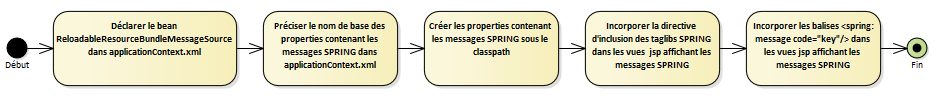 Début
Déclarer le bean
ReloadableResourceBundleMessageSource
dans applicationContext.xml
Préciser le nom de base des
properties contenant les
messages SPRING dans
applicationContext.xml
Créer les properties contenant
les messages SPRING sous le
classpath
Incorporer la directive
d'inclusion des taglibs SPRING
dans les vues  jsp affichant les
messages SPRING
Incorporer les balises <spring:
message code="key"/> dans
les vues jsp affichant les
messages SPRING
Fin